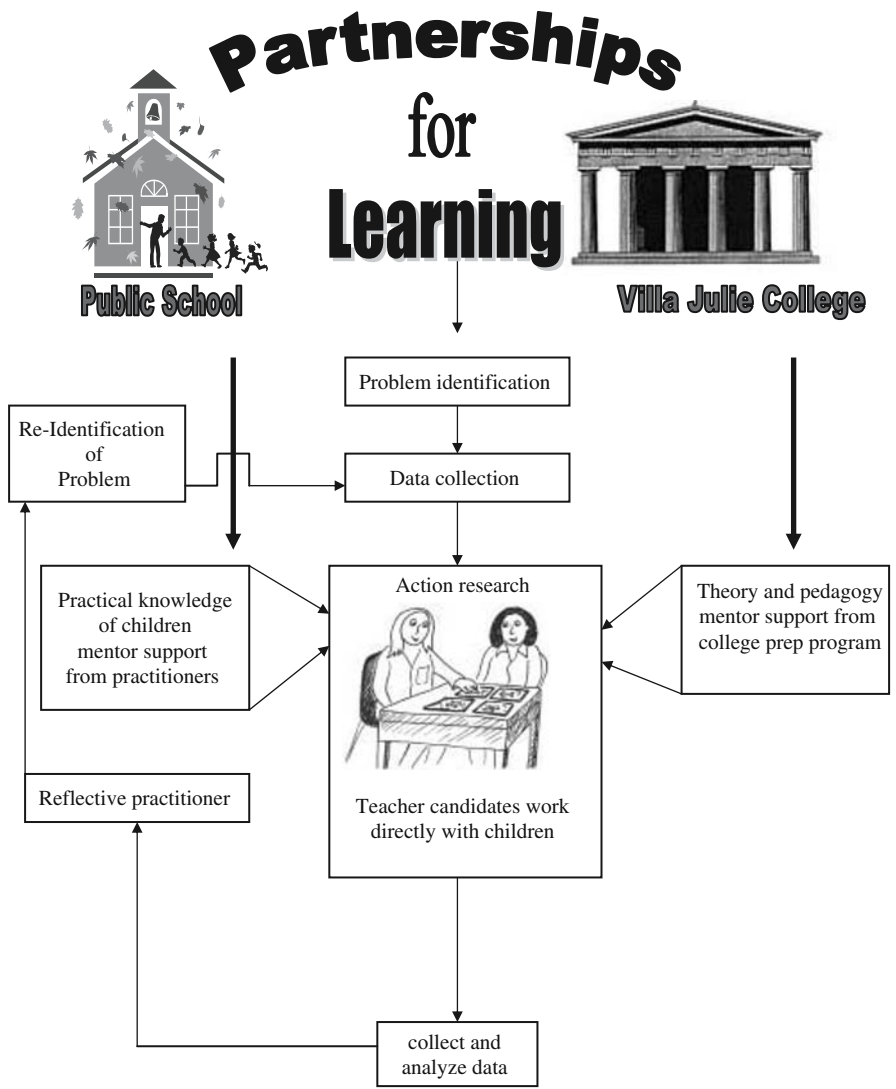 Partnerships
for
Learning
Public School
Villa Julie College
Problem identification
Re-Identification
of
Problem
Data collection
Practical knowledge
of children
mentor support
from practitioners
Action research
Theory and pedagogy
mentor support from
college prep program
Reflective practitioner
Teacher candidates work
directly with children
collect and
analyze data